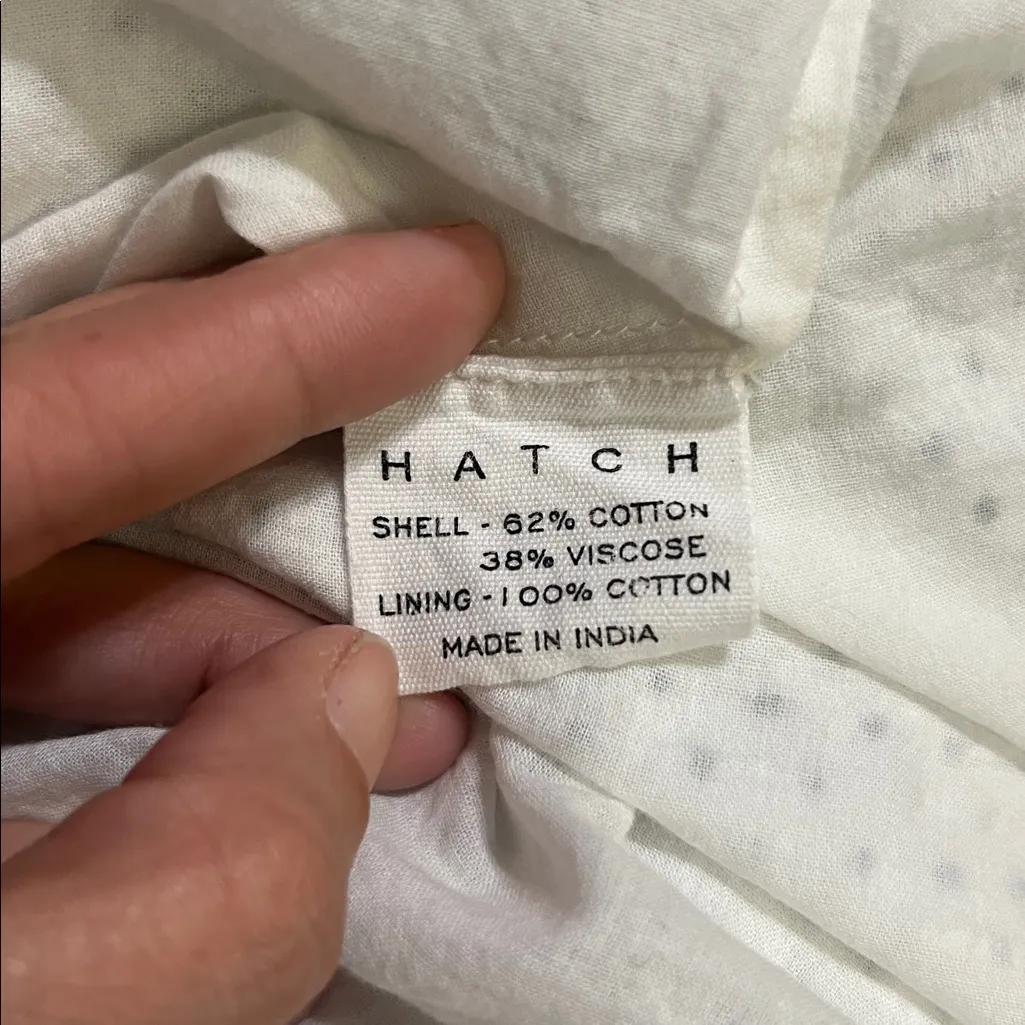 HATCH
SHELL - 62% COTTON
38% VISCOSE
LINING - 100% COTTON
MADE IN INDIA